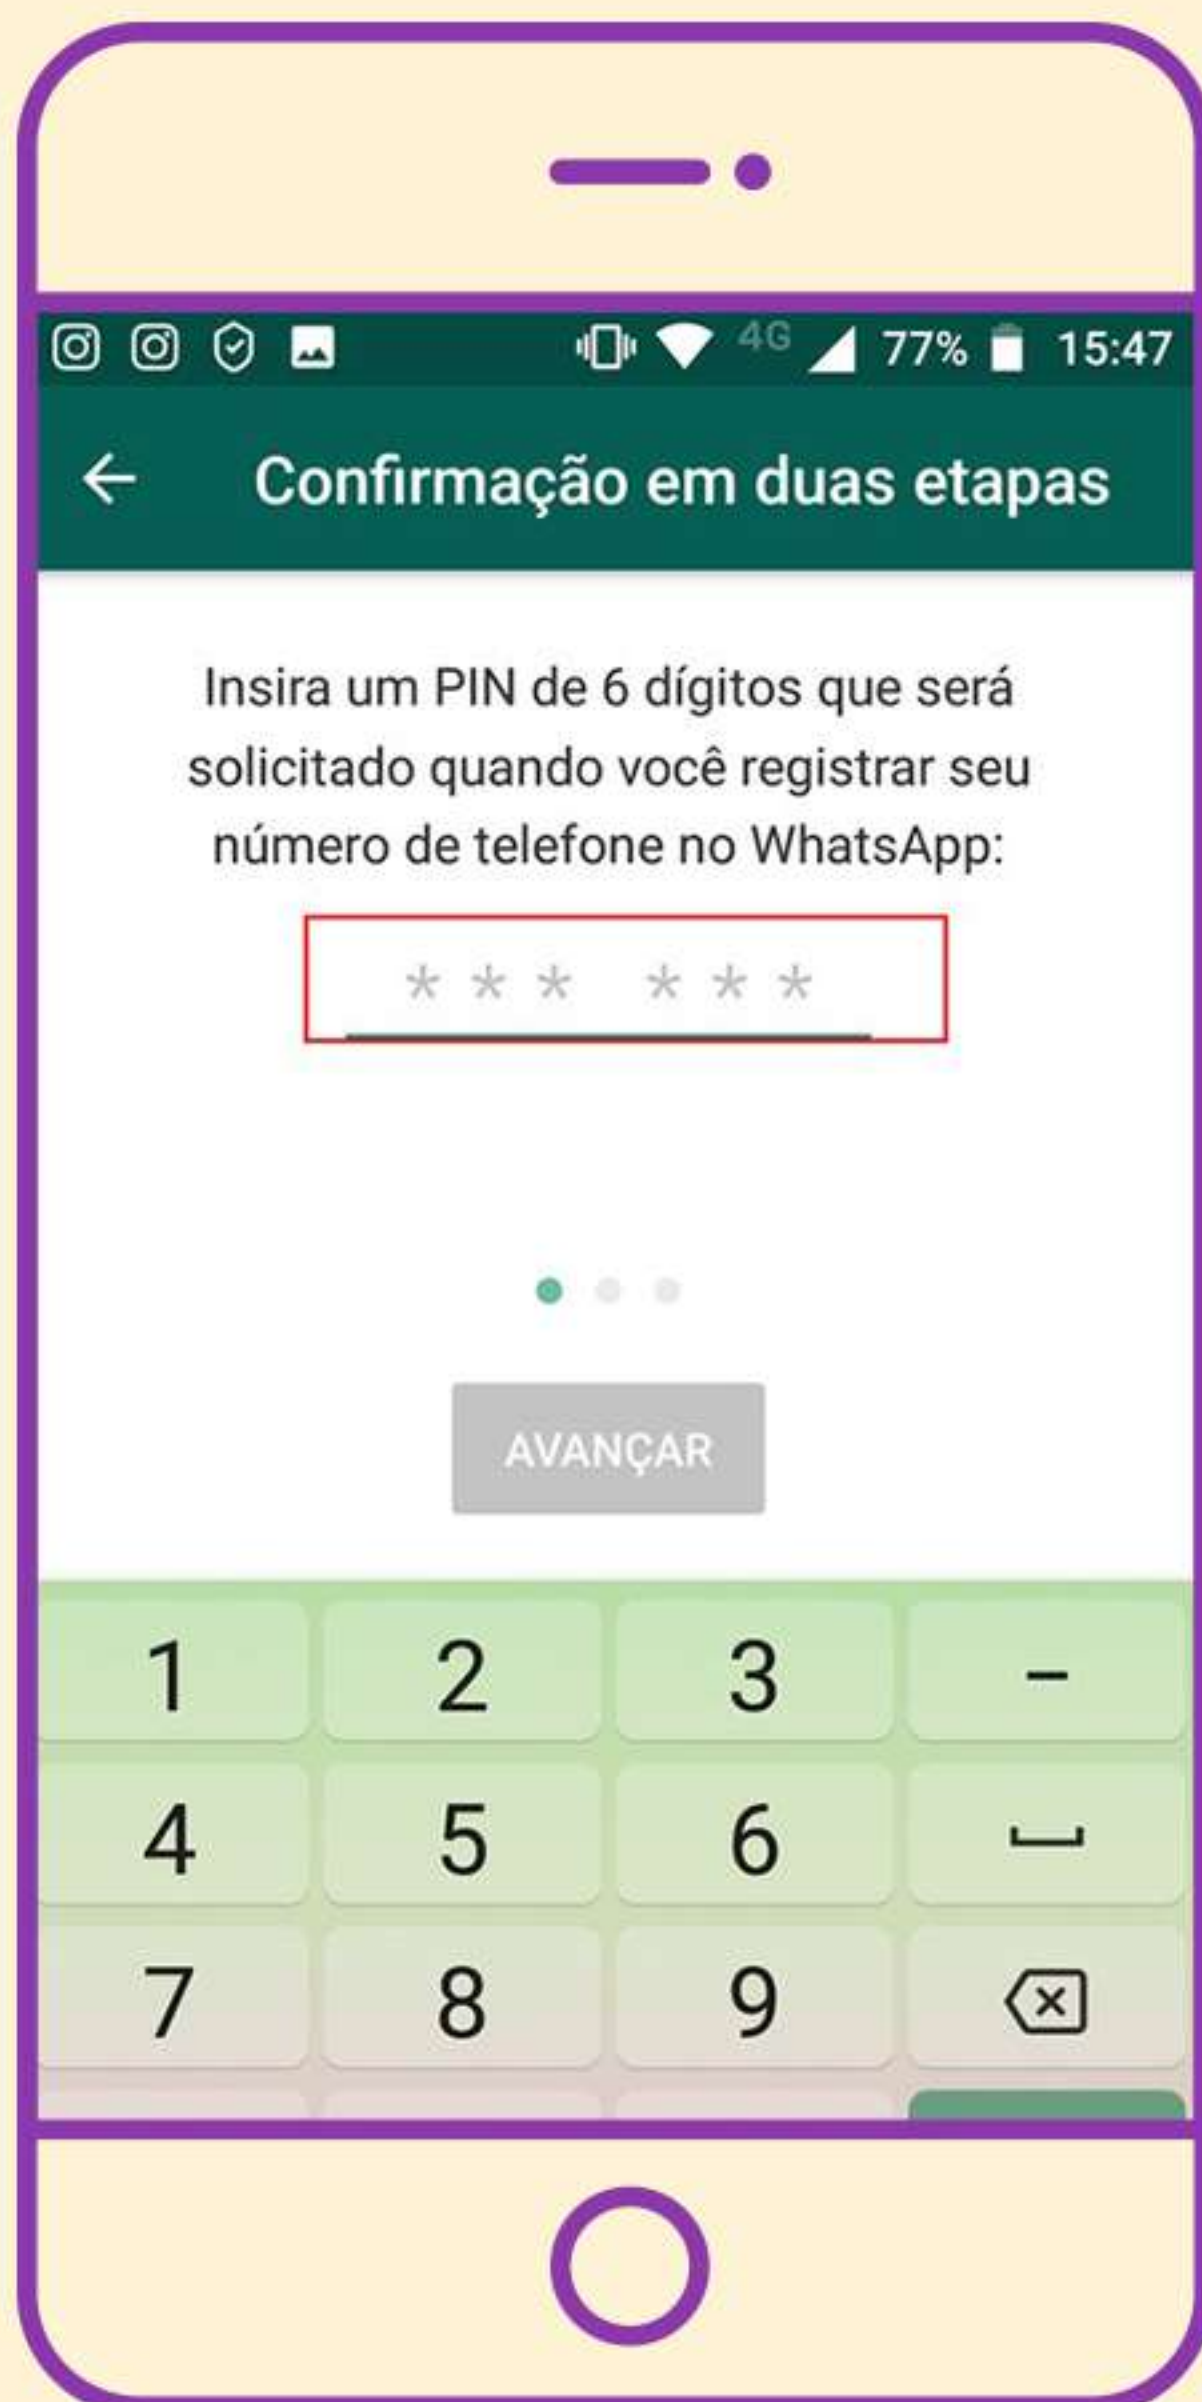 4G 77% 15:47
Confirmação em duas etapas
Insira um PIN de 6 dígitos que será
solicitado quando você registrar seu
número de telefone no WhatsApp:
*** ***
AVANÇAR
1 2 3 –
4 5 6
7 8 9